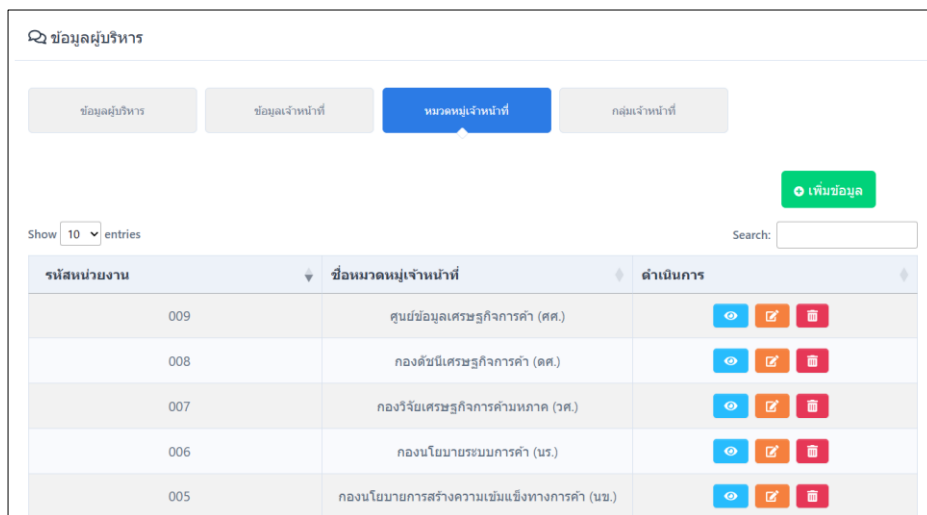 ข้อมูลผู้บริหาร
ข้อมูลผู้บริหาร ข้อมูลเจ้าหน้าที่ หมวดหมู่เจ้าหน้าที่ กลุ่มเจ้าหน้าที่
เพิ่มข้อมูล
Show 10 entries Search:
รหัสหน่วยงาน ชื่อหมวดหมู่เจ้าหน้าที่ ดำเนินการ
009 ศูนย์ข้อมูลเศรษฐกิจการค้า (ศศ.)
008 กองดัชนีเศรษฐกิจการค้า (ดศ.)
007 กองวิจัยเศรษฐกิจการค้ามหภาค (วศ.)
006 กองนโยบายระบบการค้า (นร.)
005 กองนโยบายการสร้างความเข้มแข็งทางการค้า (นข.)